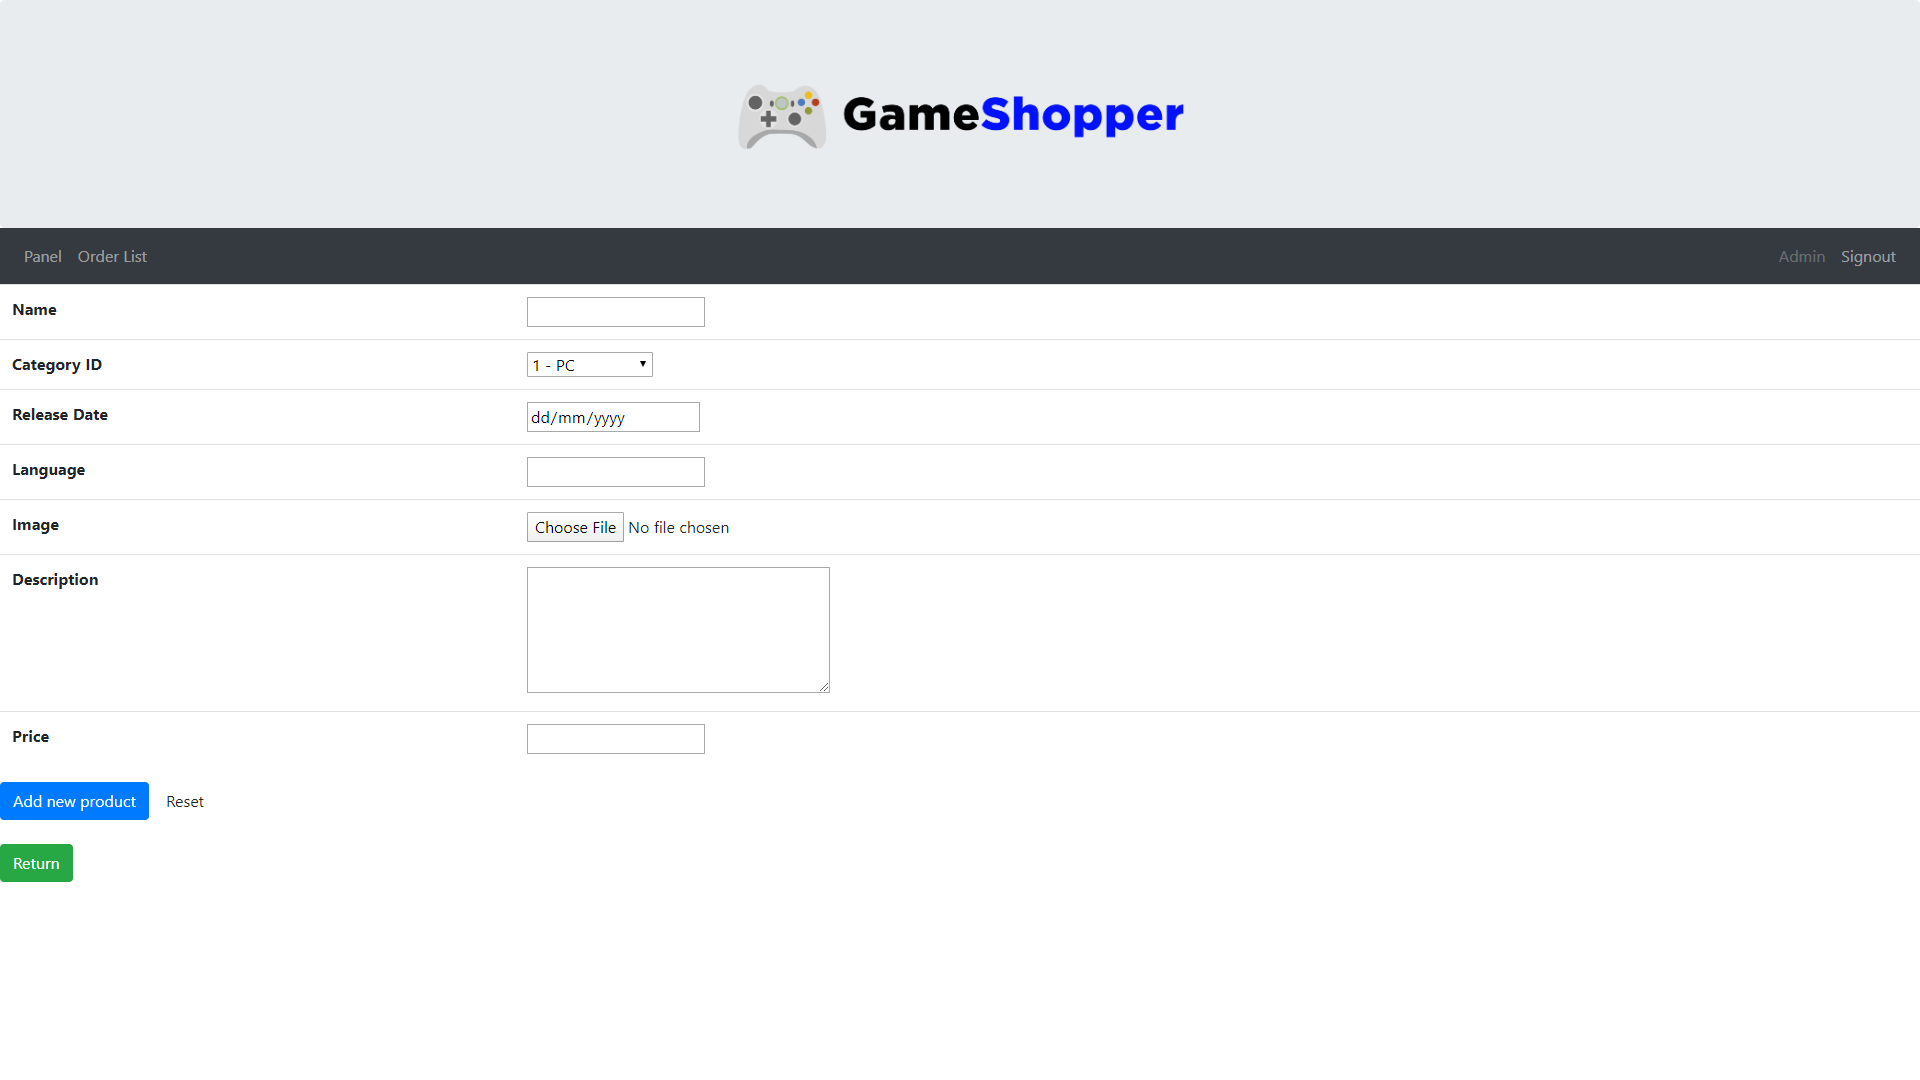 GameShopper
Panel Order List Admin Signout
Name
Category ID 1 - PC
Release Date dd/mm/yyyy
Language
Image Choose File No file chosen
Description
Price
Add new product Reset
Return